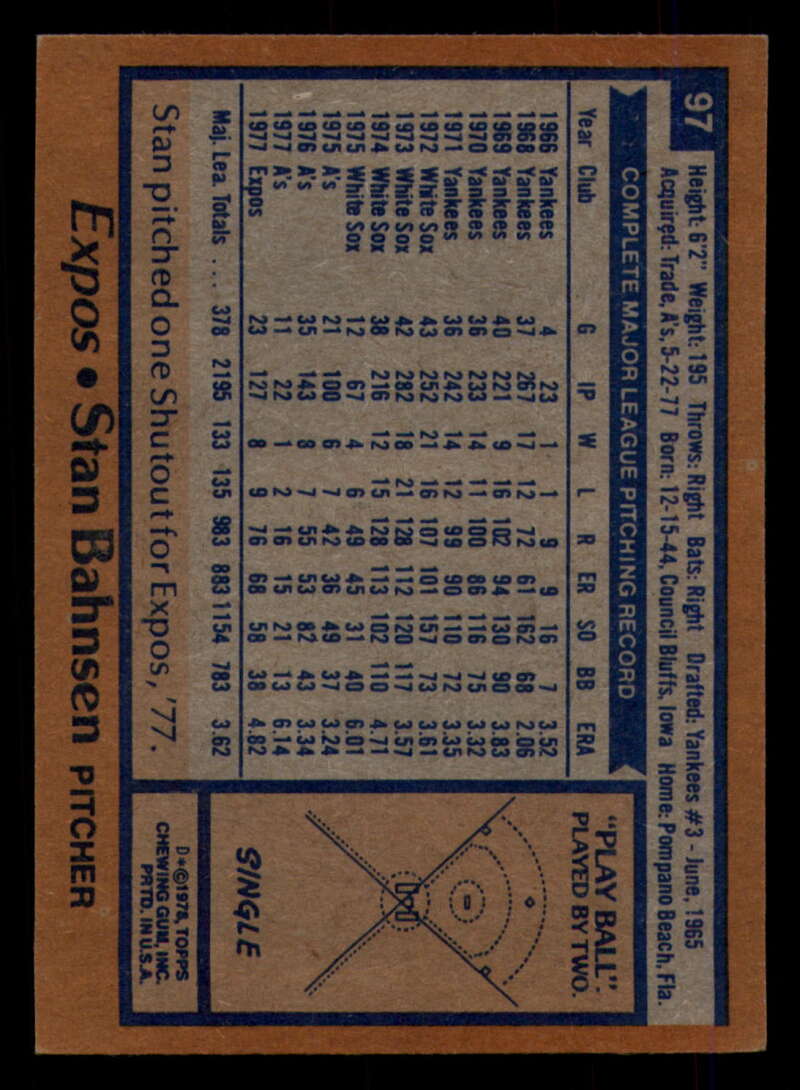 97
Height: 6'2" Weight: 195 Throws: Right Bats: Right Drafted: Yankees #3 - June, 1965
Acquired: Trade, A's, 5-22-77 Born: 12-15-44, Council Bluffs, Iowa Home: Pompano Beach, Fla.
COMPLETE MAJOR LEAGUE PITCHING RECORD
Year Club G IP W L R ER SO BB ERA
1966 Yankees 4 23 1 1 9 9 16 7 3.52
1968 Yankees 37 267 17 12 72 61 162 68 2.06
1969 Yankees 40 221 9 16 102 94 130 90 3.83
1970 Yankees 36 233 14 11 100 86 116 75 3.32
1971 Yankees 36 242 14 12 99 90 110 72 3.35
1972 White Sox 43 252 21 16 107 101 157 73 3.61
1973 White Sox 42 282 18 21 128 112 120 117 3.57
1974 White Sox 38 216 12 15 128 113 102 110 4.71
1975 White Sox 12 67 4 6 49 45 31 40 6.01
1975 A's 21 100 6 7 42 36 49 37 3.24
1976 A's 35 143 8 7 55 53 82 43 3.34
1977 A's 11 22 1 2 16 15 21 13 6.14
1977 Expos 23 127 8 9 76 68 58 38 4.82
Maj. Lea. Totals ... 378 2195 133 135 983 883 1154 783 3.62
Stan pitched one Shutout for Expos, '77.
"PLAY BALL":
PLAYED BY TWO.
SINGLE
D*©1978, TOPPS
CHEWING GUM, INC.
PRTD. IN U.S.A.
Expos • Stan Bahnsen PITCHER